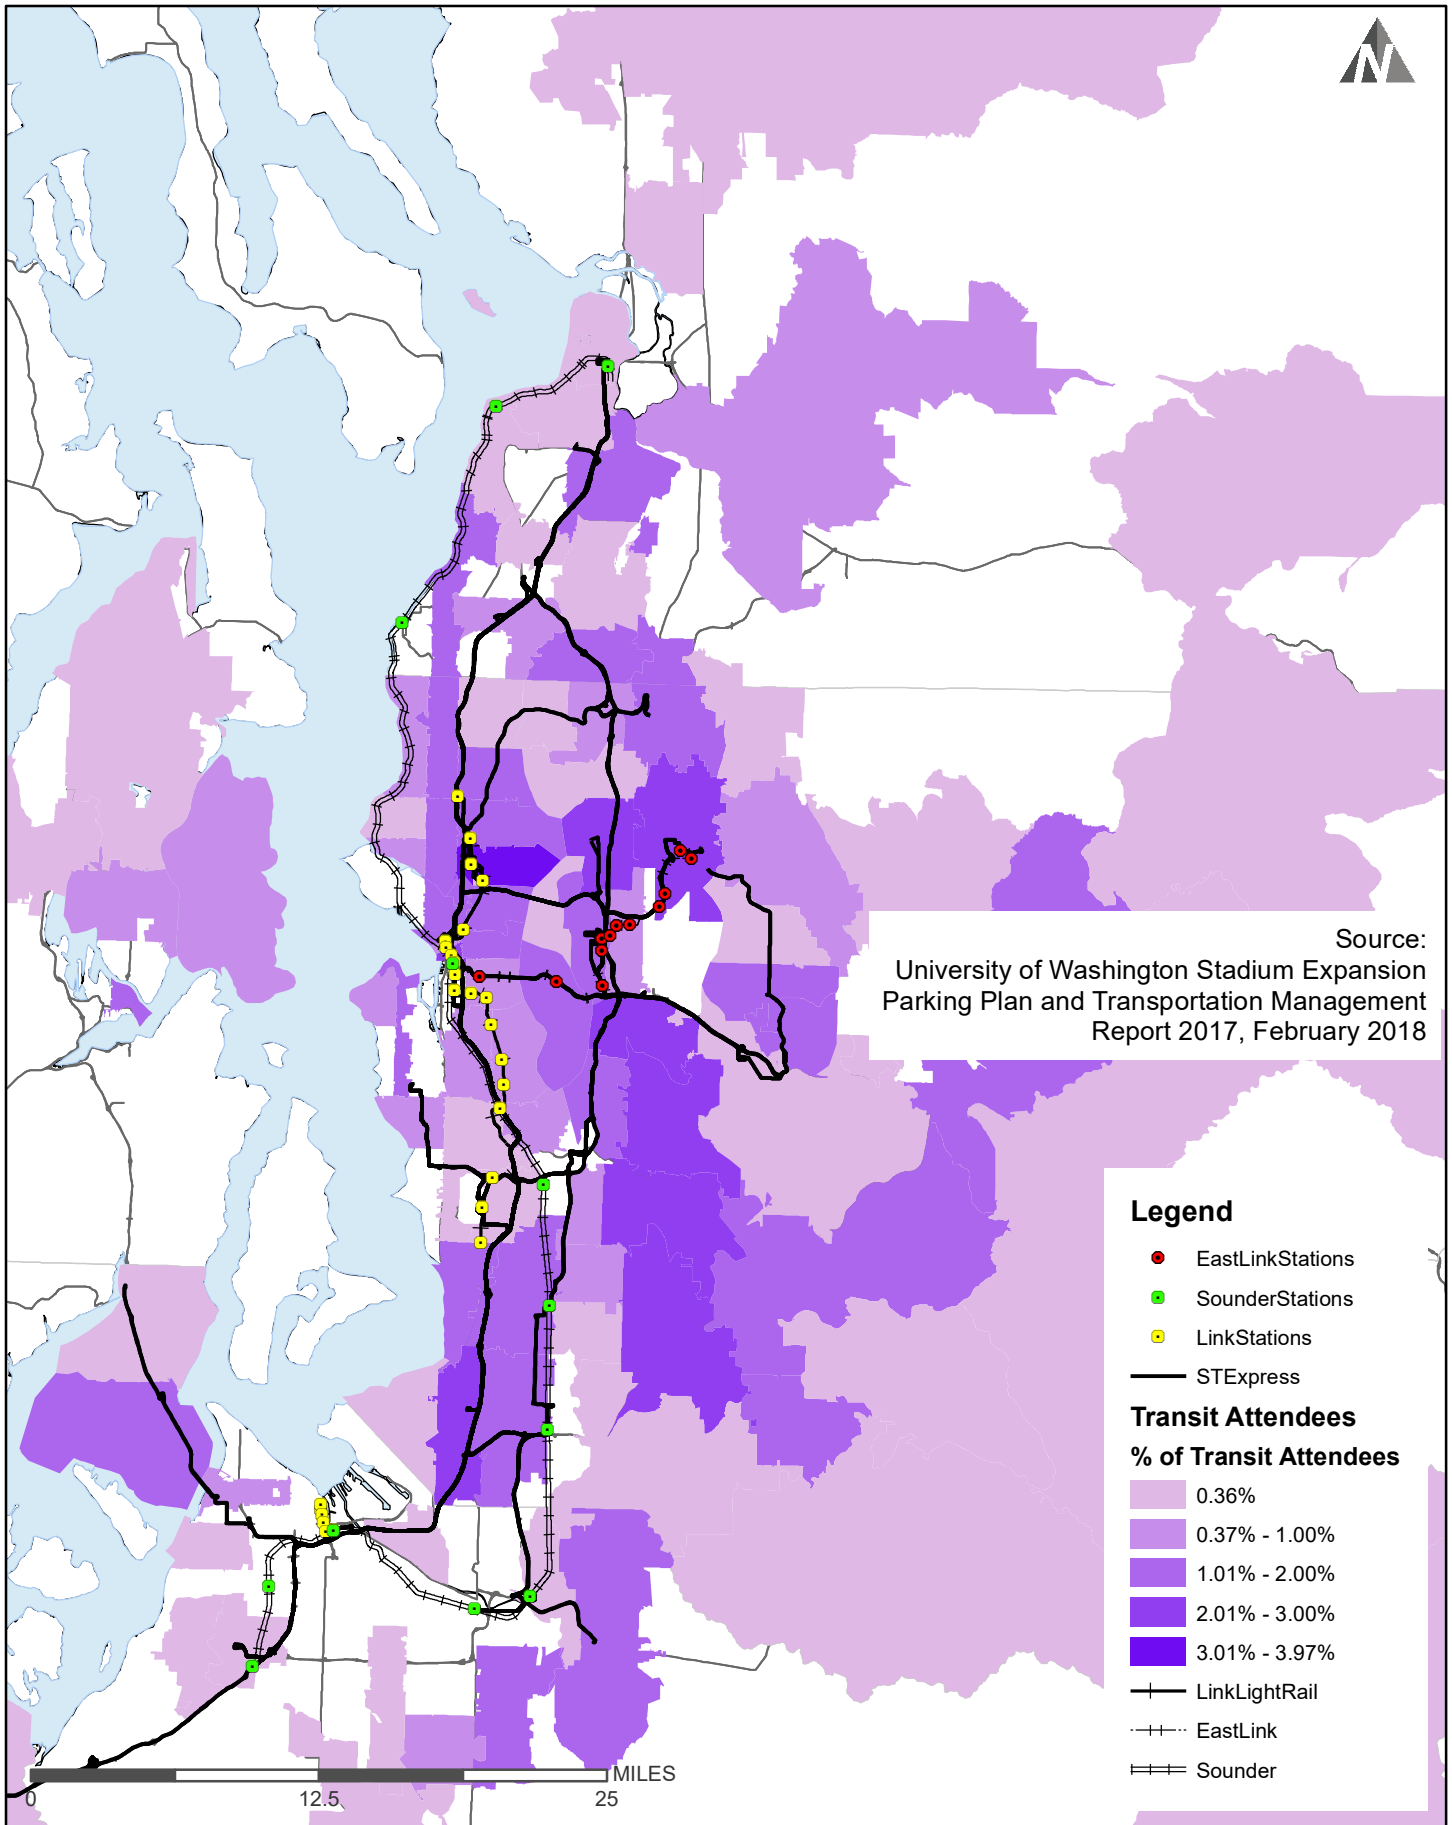 N
Source:
University of Washington Stadium Expansion
Parking Plan and Transportation Management
Report 2017, February 2018
Legend
EastLinkStations
SounderStations
LinkStations
STExpress
Transit Attendees
% of Transit Attendees
0.36%
0.37% - 1.00%
1.01% - 2.00%
2.01% - 3.00%
3.01% - 3.97%
LinkLightRail
EastLink
Sounder
MILES
0 12.5 25